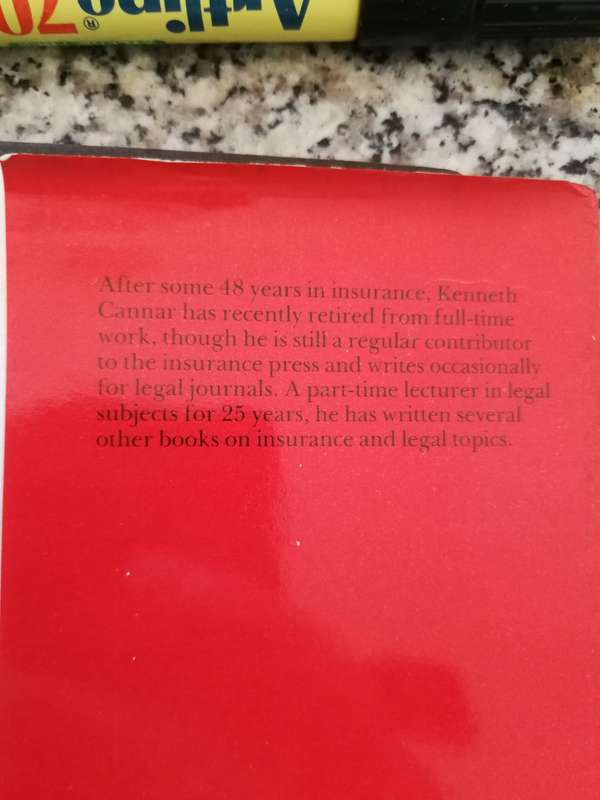 Artline 70®
After some 48 years in insurance, Kenneth
Cannar has recently retired from full-time
work, though he is still a regular contributor
to the insurance press and writes occasionally
for legal journals. A part-time lecturer in legal
subjects for 25 years, he has written several
other books on insurance and legal topics.